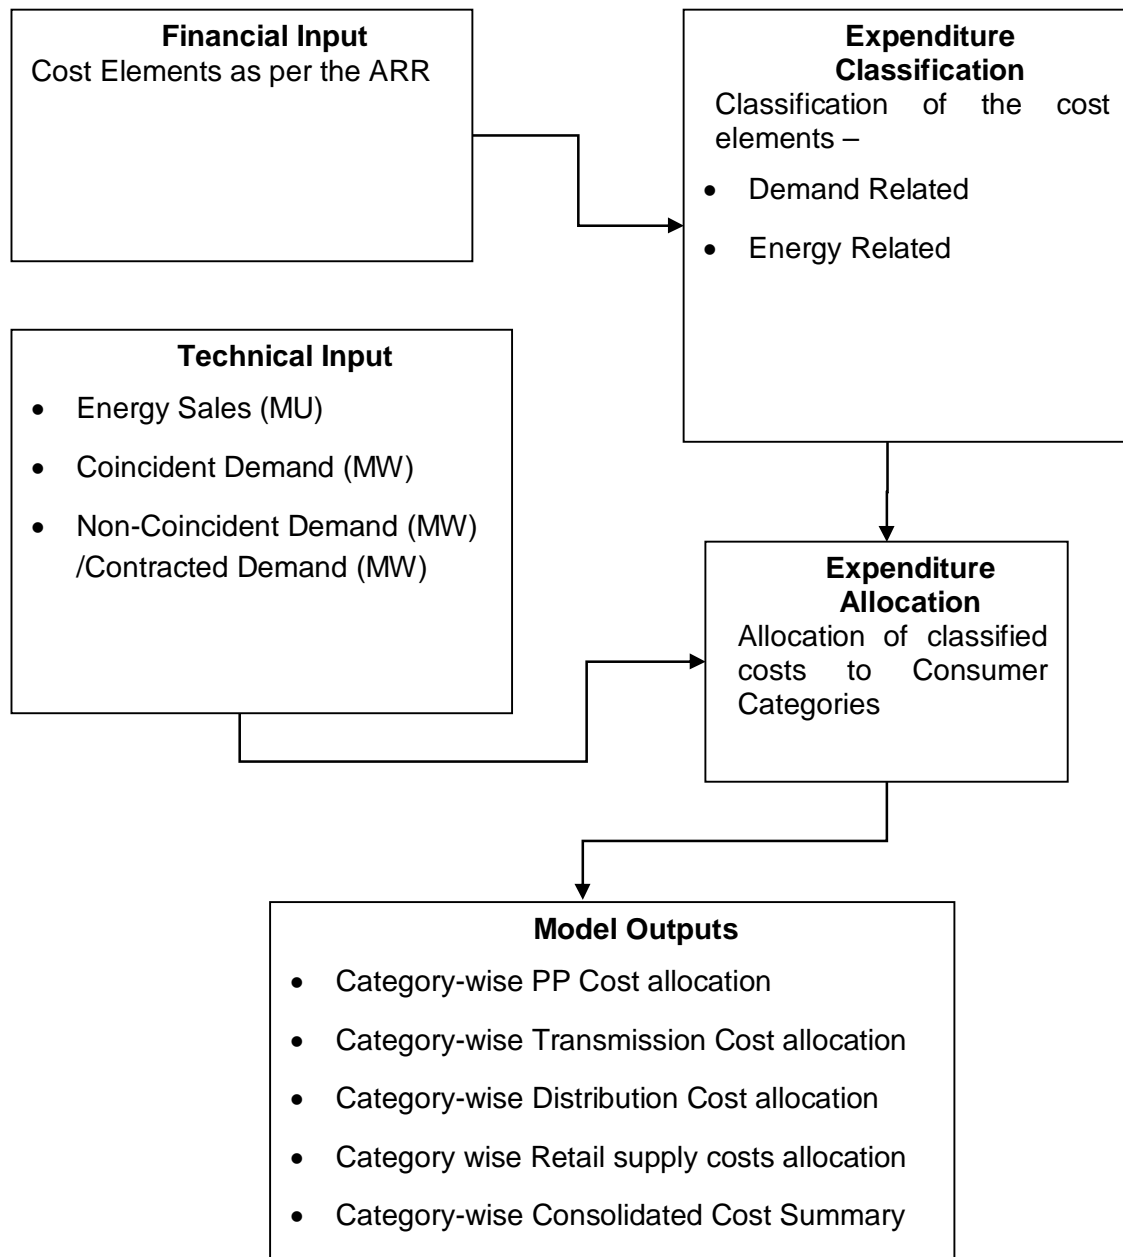 Financial Input
Cost Elements as per the ARR
Expenditure
Classification
Classification of the cost
elements –
• Demand Related
• Energy Related
Technical Input
• Energy Sales (MU)
• Coincident Demand (MW)
• Non-Coincident Demand (MW)
/Contracted Demand (MW)
Expenditure
Allocation
Allocation of classified
costs to Consumer
Categories
Model Outputs
• Category-wise PP Cost allocation
• Category-wise Transmission Cost allocation
• Category-wise Distribution Cost allocation
• Category wise Retail supply costs allocation
• Category-wise Consolidated Cost Summary